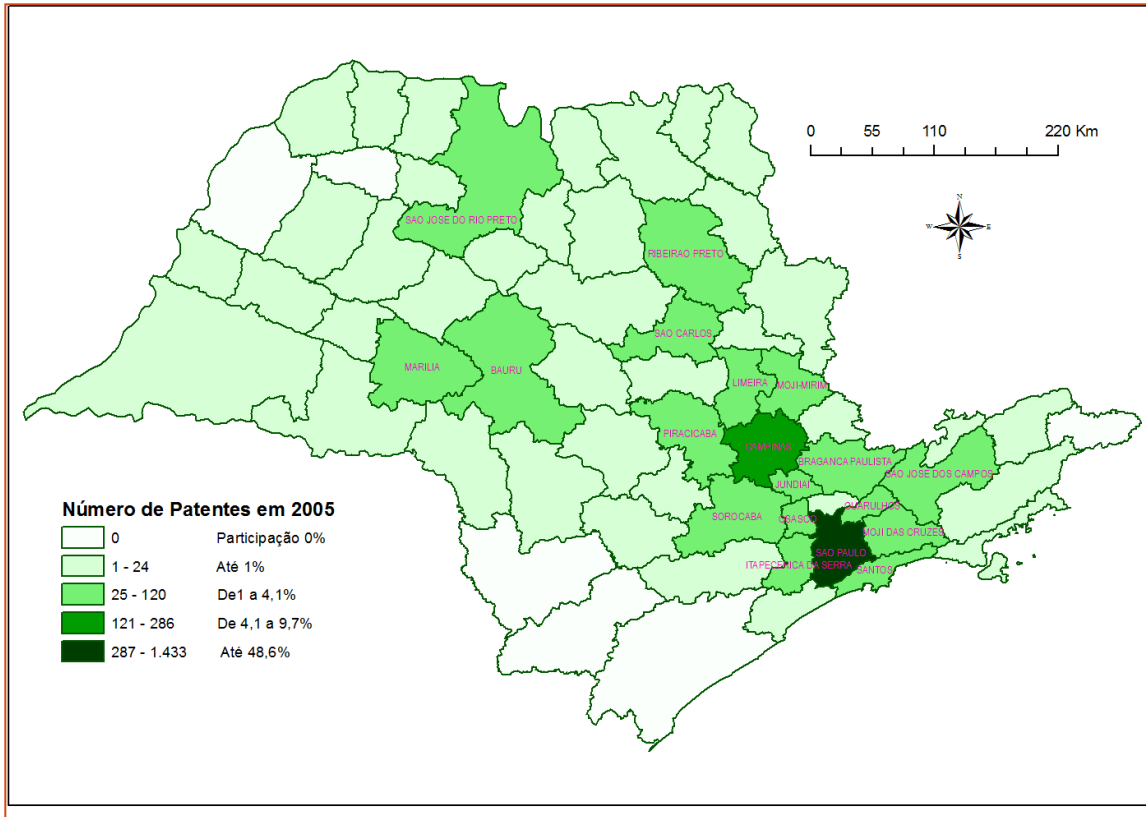 0 55 110 220 Km
N
W E
S
SAO JOSE DO RIO PRETO
RIBEIRAO PRETO
SAO CARLOS
MARILIA
BAURU
LIMEIRA
MOJI-MIRIM
PIRACICABA
CAMPINAS
BRAGANCA PAULISTA
SAO JOSE DOS CAMPOS
JUNDIAI
GUARULHOS
SOROCABA
OSASCO
MOJI DAS CRUZES
SAO PAULO
ITAPECERICA DA SERRA
SANTOS
Número de Patentes em 2005
0 Participação 0%
1 - 24 Até 1%
25 - 120 De1 a 4,1%
121 - 286 De 4,1 a 9,7%
287 - 1.433 Até 48,6%